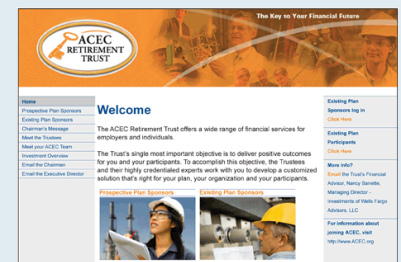 The Key to Your Financial Future
ACEC
RETIREMENT
TRUST
Home
Prospective Plan Sponsors
Existing Plan Sponsors
Chairman's Message
Meet the Trustees
Meet your ACEC Team
Investment Overview
Email the Chairman
Email the Executive Director
Welcome
The ACEC Retirement Trust offers a wide range of financial services for
employers and individuals.
The Trust's single most important objective is to deliver positive outcomes
for you and your participants. To accomplish this objective, the Trustees
and their highly credentialed experts work with you to develop a customized
solution that's right for your plan, your organization and your participants.
Prospective Plan Sponsors
Existing Plan Sponsors
Existing Plan
Sponsors log in
Click Here
Existing Plan
Participants
Click Here
More info?
Email the Trust's Financial
Advisor, Nancy Barrette,
Managing Director -
Investments of Wells Fargo
Advisors, LLC
For information about
joining ACEC, visit
http://www.ACEC.org